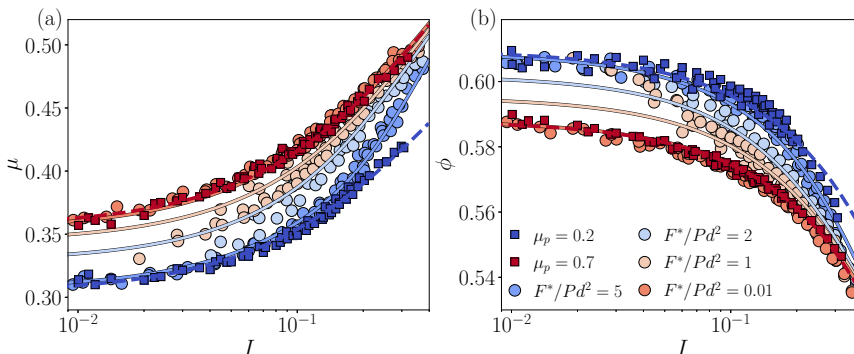 (a)
0.50
0.45
0.40
0.35
0.30
μ
10⁻²
10⁻¹
I
(b)
0.60
0.58
0.56
0.54
ϕ
μₚ = 0.2
μₚ = 0.7
F*/Pd² = 5
F*/Pd² = 2
F*/Pd² = 1
F*/Pd² = 0.01
10⁻²
10⁻¹
I